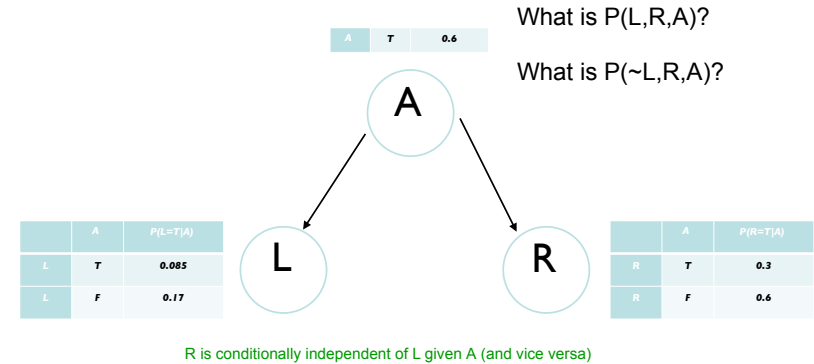 What is P(L,R,A)?
A T 0.6
What is P(~L,R,A)?
A
A P(L=T|A)
L T 0.085
L F 0.17
L
R
A P(R=T|A)
R T 0.3
R F 0.6
R is conditionally independent of L given A (and vice versa)